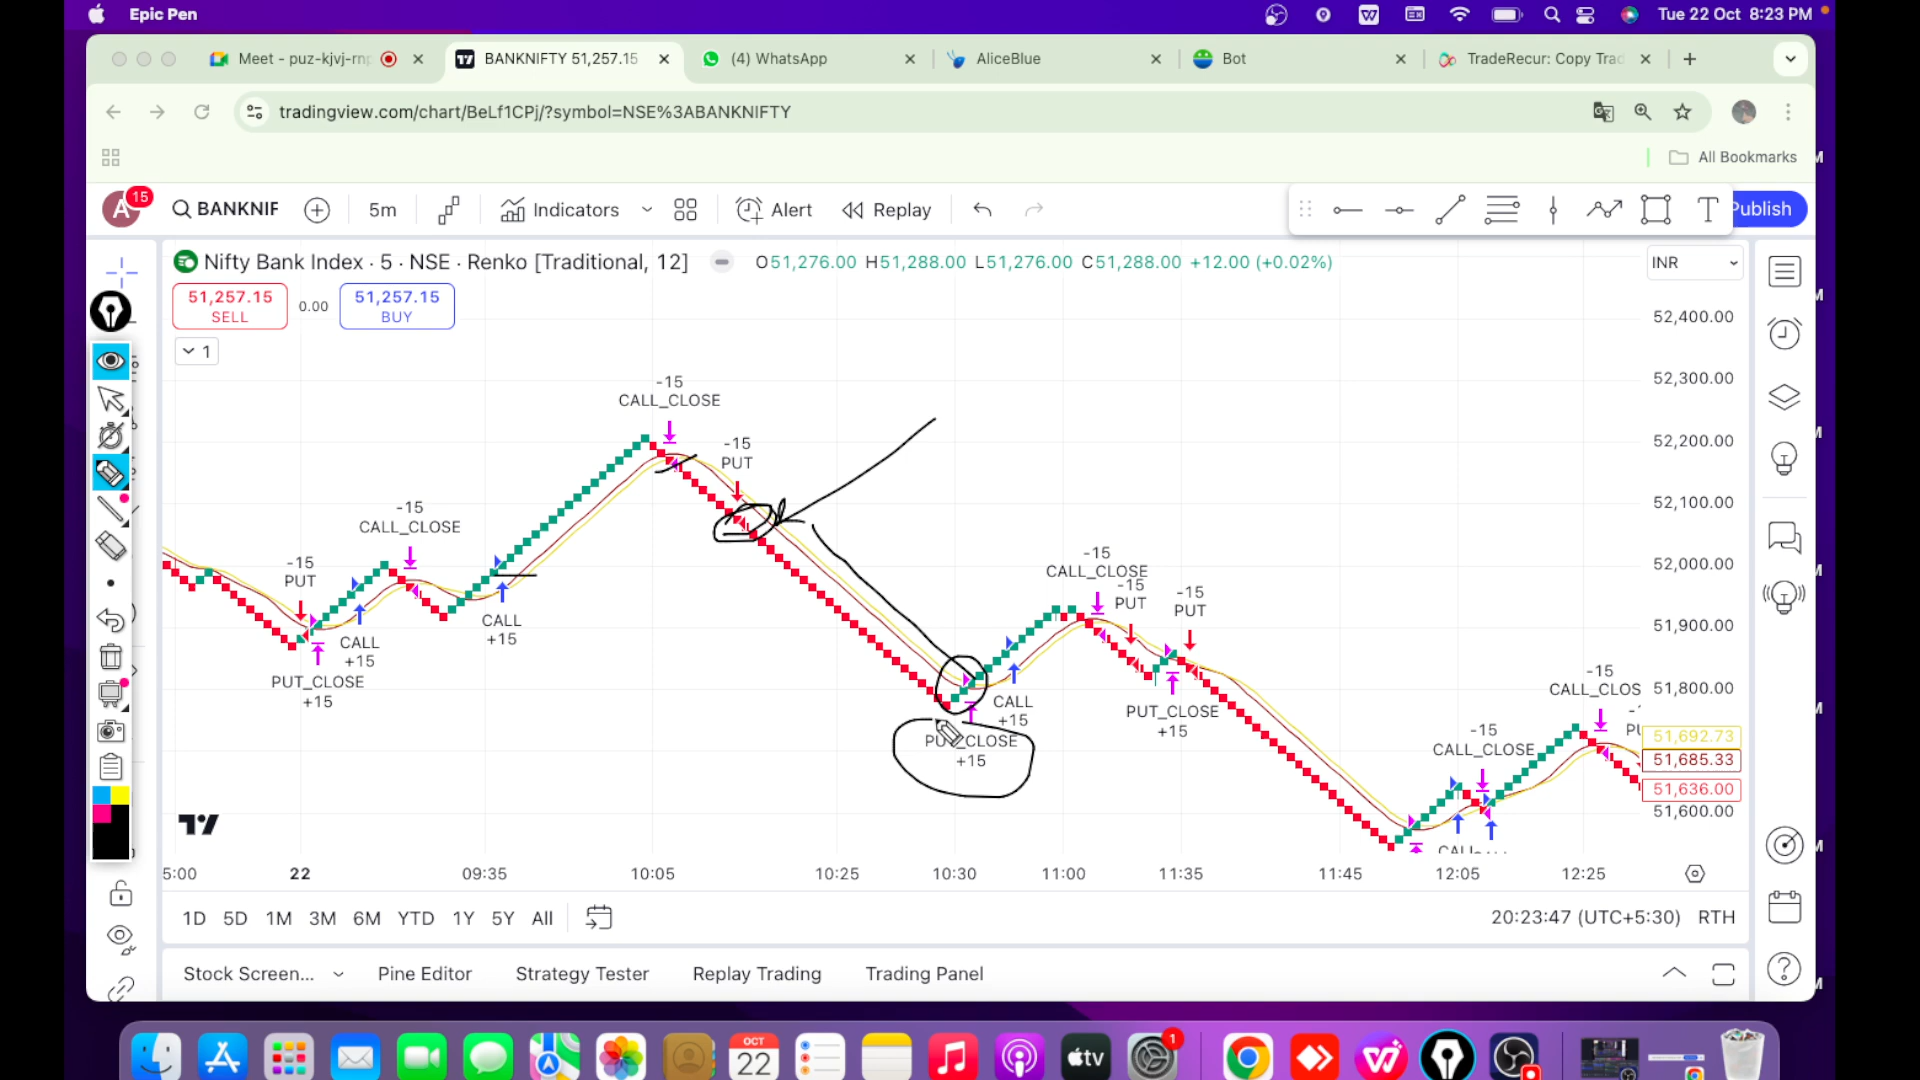 Epic Pen
Tue 22 Oct 8:23 PM
Meet - puz-kjvj-rnp
BANKNIFTY 51,257.15
(4) WhatsApp
AliceBlue
Bot
TradeRecur: Copy Trac
tradingview.com/chart/BeLf1CPj/?symbol=NSE%3ABANKNIFTY
All Bookmarks
A 15
BANKNIF
5m
Indicators
Alert
Replay
T
Publish
Nifty Bank Index · 5 · NSE · Renko [Traditional, 12]
O51,276.00 H51,288.00 L51,276.00 C51,288.00 +12.00 (+0.02%)
INR
51,257.15
SELL
0.00
51,257.15
BUY
1
52,400.00
52,300.00
52,200.00
52,100.00
52,000.00
51,900.00
51,800.00
51,692.73
51,685.33
51,636.00
51,600.00
-15
PUT
PUT_CLOSE
+15
CALL
+15
-15
CALL_CLOSE
CALL
+15
-15
CALL_CLOSE
-15
PUT
PUT_CLOSE
+15
CALL
+15
-15
CALL_CLOSE
-15
PUT
-15
PUT
PUT_CLOSE
+15
-15
CALL_CLOSE
-15
CALL_CLOS
5:00
22
09:35
10:05
10:25
10:30
11:00
11:35
11:45
12:05
12:25
1D 5D 1M 3M 6M YTD 1Y 5Y All
20:23:47 (UTC+5:30) RTH
Stock Screen...
Pine Editor
Strategy Tester
Replay Trading
Trading Panel
OCT
22
tv
1